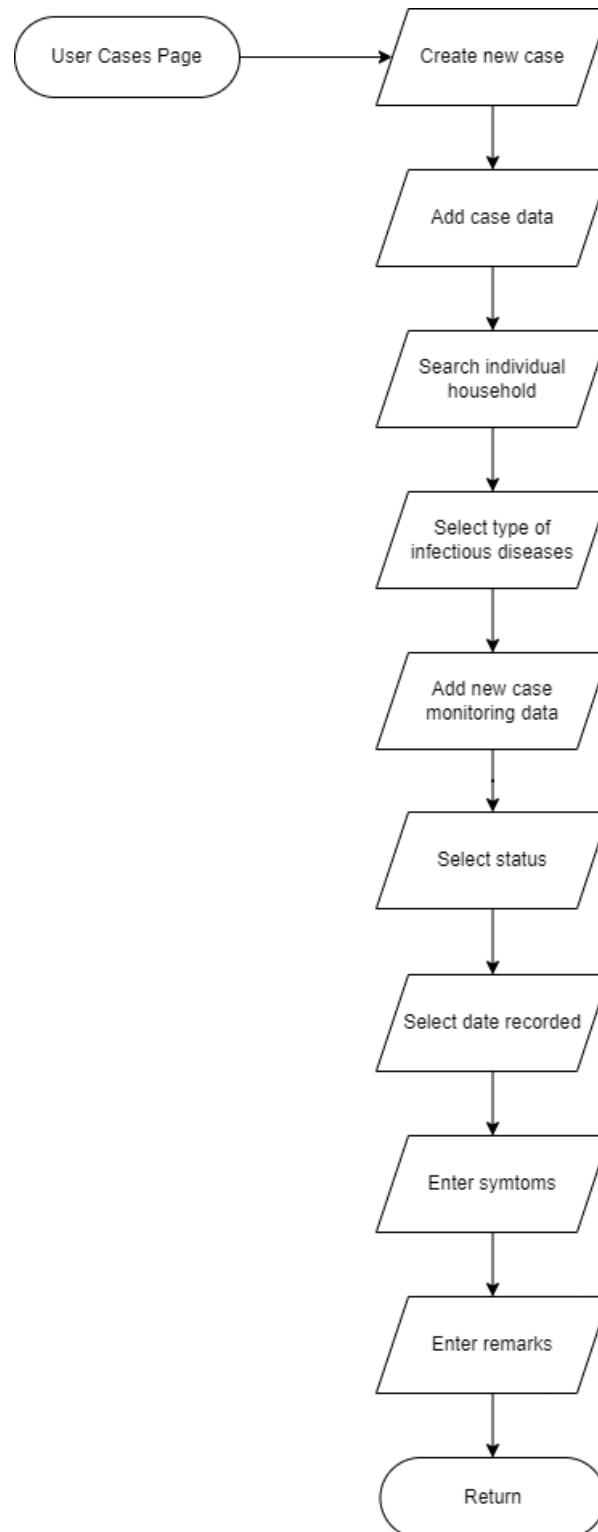 User Cases Page
Create new case
Add case data
Search individual
household
Select type of
infectious diseases
Add new case
monitoring data
Select status
Select date recorded
Enter symtoms
Enter remarks
Return